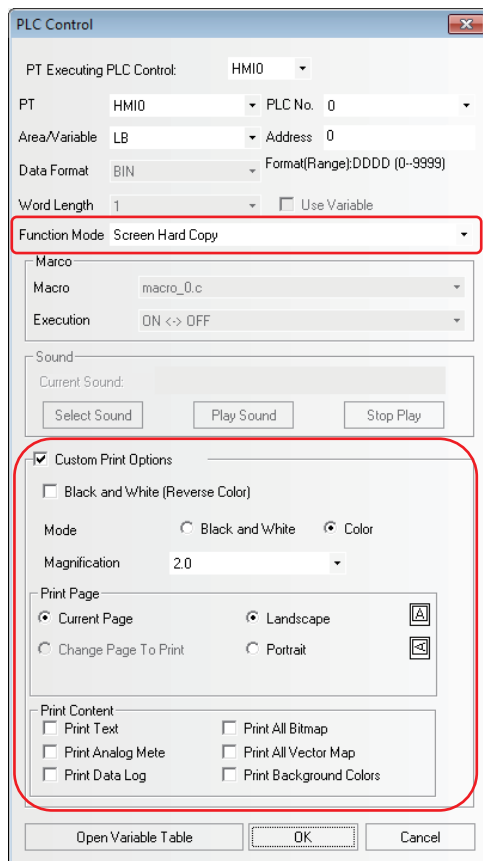 PLC Control
PT Executing PLC Control: HMI0
PT HMI0 PLC No. 0
Area/Variable LB Address 0
Data Format BIN Format(Range):DDDD (0--9999)
Word Length 1 Use Variable
Function Mode Screen Hard Copy
Marco
Macro macro_0.c
Execution ON <-> OFF
Sound
Current Sound:
Select Sound Play Sound Stop Play
Custom Print Options
Black and White (Reverse Color)
Mode Black and White Color
Magnification 2.0
Print Page
Current Page Landscape A
Change Page To Print Portrait A
Print Content
Print Text Print All Bitmap
Print Analog Mete Print All Vector Map
Print Data Log Print Background Colors
Open Variable Table OK Cancel